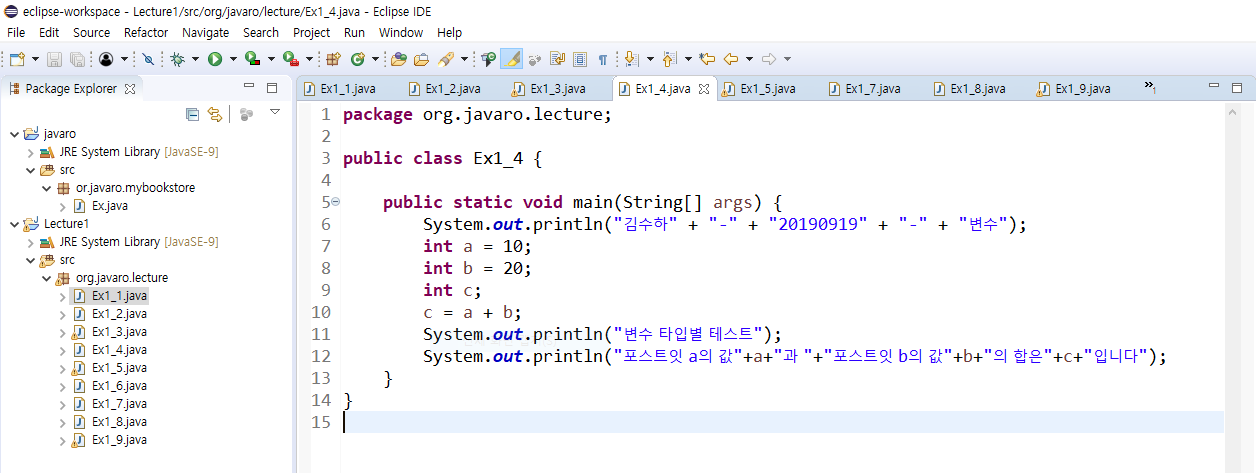 eclipse-workspace - Lecture1/src/org/javaro/lecture/Ex1_4.java - Eclipse IDE
File Edit Source Refactor Navigate Search Project Run Window Help
Package Explorer
javaro
JRE System Library [JavaSE-9]
src
or.javaro.mybookstore
Ex.java
Lecture1
JRE System Library [JavaSE-9]
src
org.javaro.lecture
Ex1_1.java
Ex1_2.java
Ex1_3.java
Ex1_4.java
Ex1_5.java
Ex1_6.java
Ex1_7.java
Ex1_8.java
Ex1_9.java
Ex1_1.java Ex1_2.java Ex1_3.java Ex1_4.java Ex1_5.java Ex1_7.java Ex1_8.java Ex1_9.java »1
1 package org.javaro.lecture;
2
3 public class Ex1_4 {
4
5 public static void main(String[] args) {
6 System.out.println("김수하" + "-" + "20190919" + "-" + "변수");
7 int a = 10;
8 int b = 20;
9 int c;
10 c = a + b;
11 System.out.println("변수 타입별 테스트");
12 System.out.println("포스트잇 a의 값"+a+"과 "+"포스트잇 b의 값"+b+"의 합은"+c+"입니다");
13 }
14 }
15